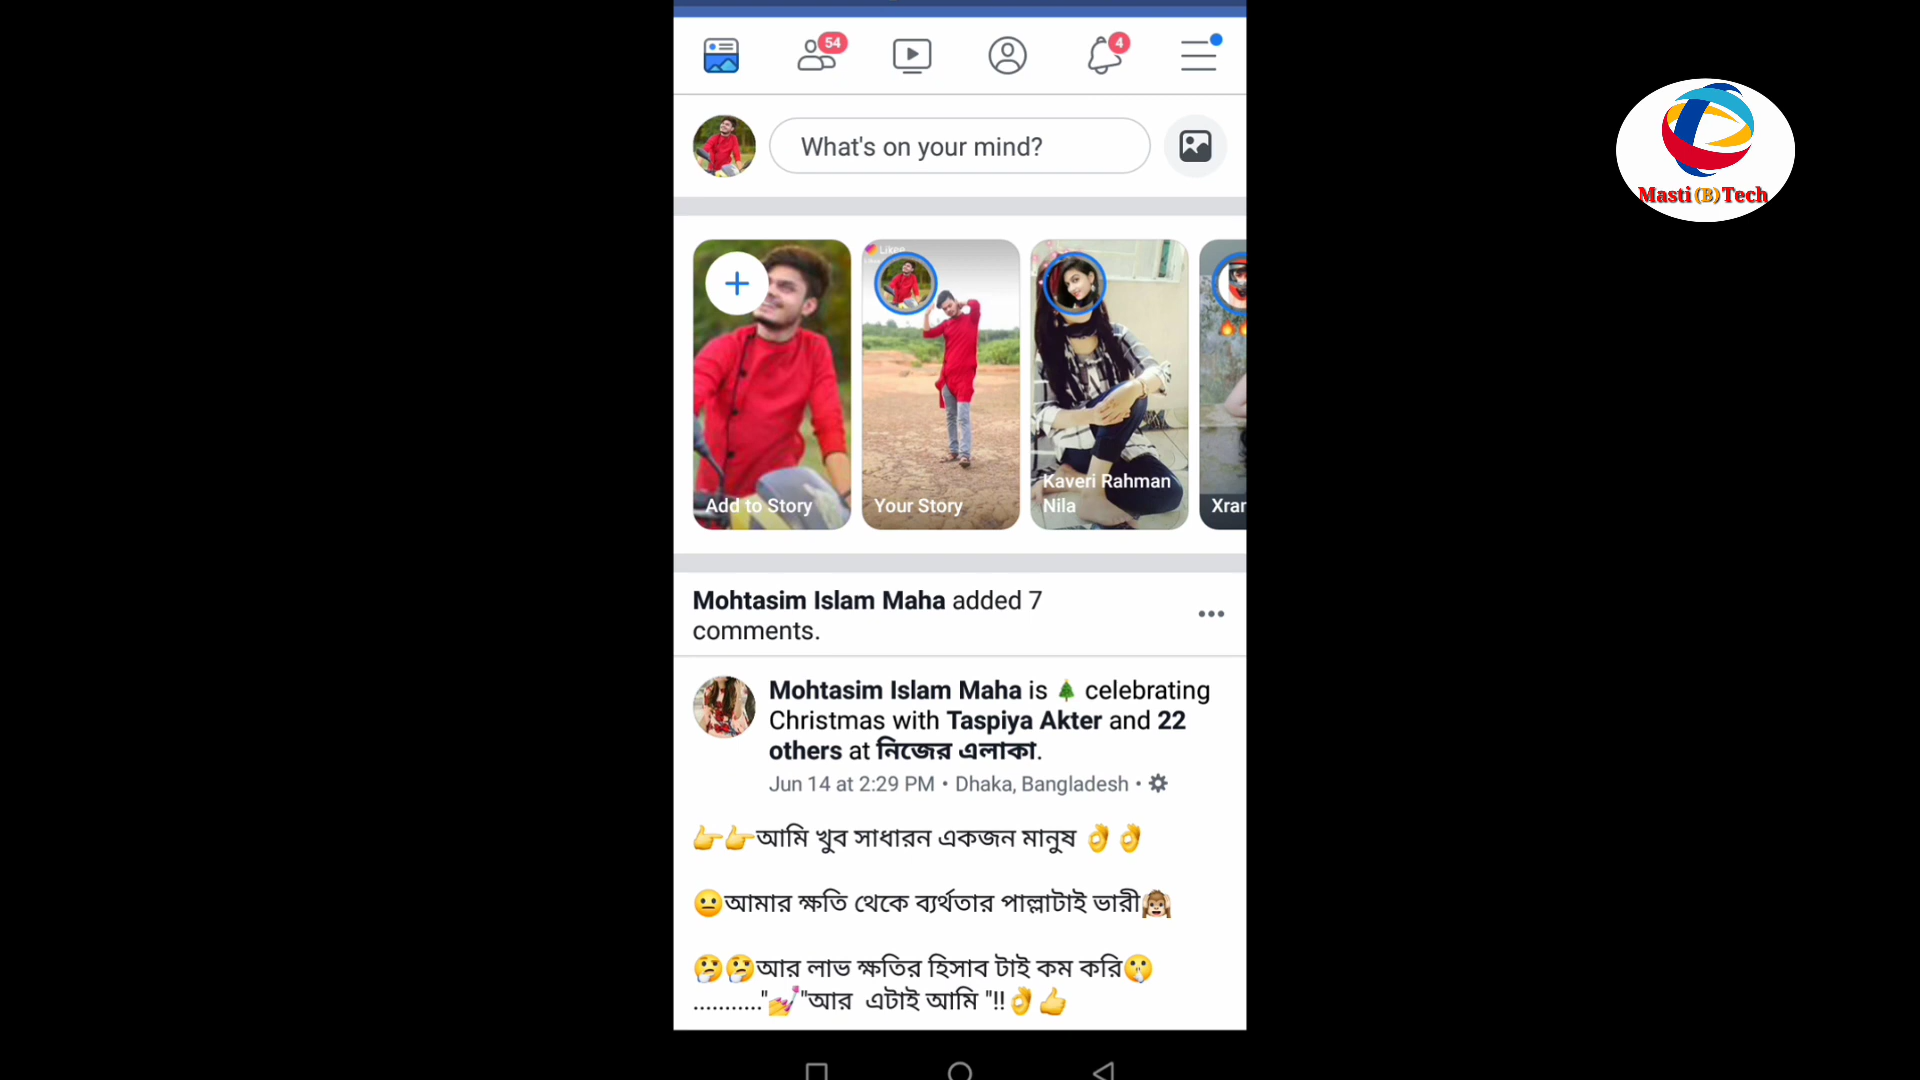 54
4
What's on your mind?
Masti (B) Tech
Likee
Add to Story
Your Story
Kaveri Rahman
Nila
Xrar
Mohtasim Islam Maha added 7
comments.
Mohtasim Islam Maha is 🎄 celebrating
Christmas with Taspiya Akter and 22
others at নিজের এলাকা.
Jun 14 at 2:29 PM • Dhaka, Bangladesh •
👉👉আমি খুব সাধারন একজন মানুষ 👌👌
😐আমার ক্ষতি থেকে ব্যর্থতার পাল্লাটাই ভারী🙉
🤔🤔আর লাভ ক্ষতির হিসাব টাই কম করি🤫
..........."💅"আর এটাই আমি "!!👌👍